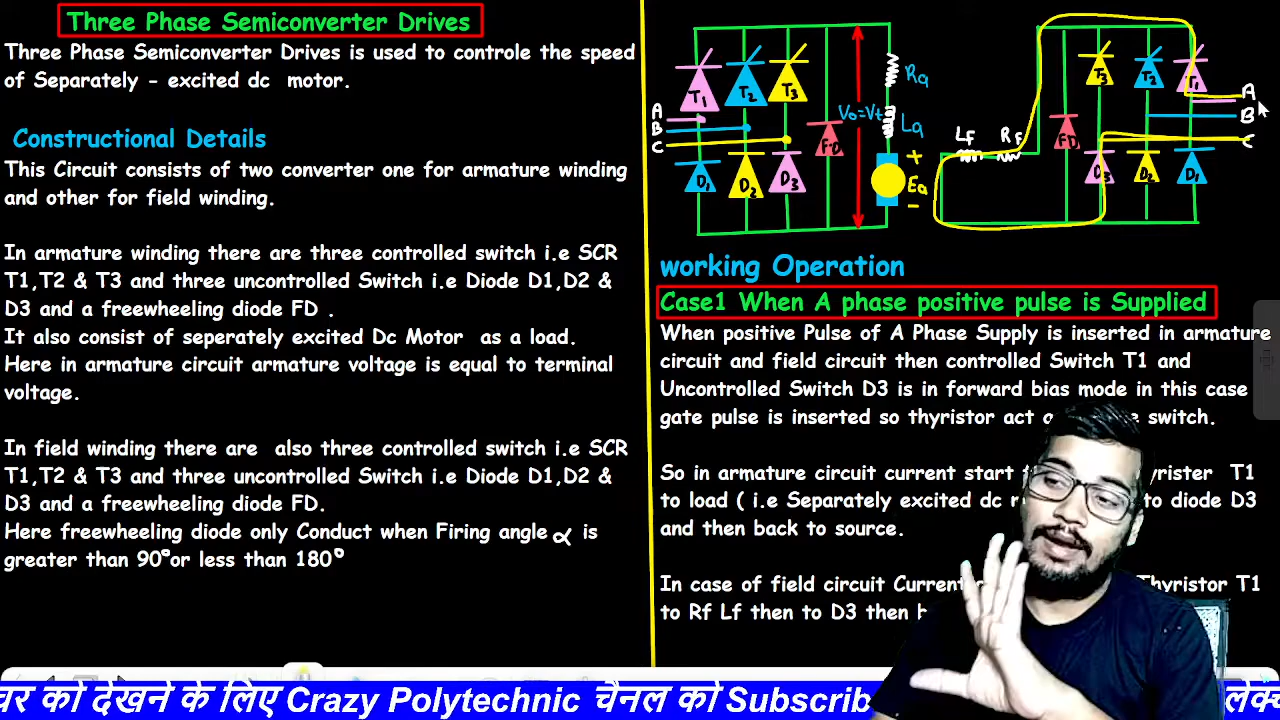 Three Phase Semiconverter Drives
Three Phase Semiconverter Drives is used to controle the speed
of Separately - excited dc motor.
Constructional Details
This Circuit consists of two converter one for armature winding
and other for field winding.
In armature winding there are three controlled switch i.e SCR
T1,T2 & T3 and three uncontrolled Switch i.e Diode D1,D2 &
D3 and a freewheeling diode FD .
It also consist of seperately excited Dc Motor as a load.
Here in armature circuit armature voltage is equal to terminal
voltage.
In field winding there are also three controlled switch i.e SCR
T1,T2 & T3 and three uncontrolled Switch i.e Diode D1,D2 &
D3 and a freewheeling diode FD.
Here freewheeling diode only Conduct when Firing angle α is
greater than 90° or less than 180°
A
B
C
T1
T2
T3
D1
D2
D3
FD
Vo=Vt
Ra
La
+
Ea
-
Lf
Rf
FD
T3
T2
T1
D3
D2
D1
A
B
C
working Operation
Case1 When A phase positive pulse is Supplied
When positive Pulse of A Phase Supply is inserted in armature
circuit and field circuit then controlled Switch T1 and
Uncontrolled Switch D3 is in forward bias mode in this case
gate pulse is inserted so thyristor act switch.
So in armature circuit current start T1
to load ( i.e Separately excited dc to diode D3
and then back to source.
In case of field circuit Current Thyristor T1
to Rf Lf then to D3 then
को देखने के लिए Crazy Polytechnic चैनल को Subscrib